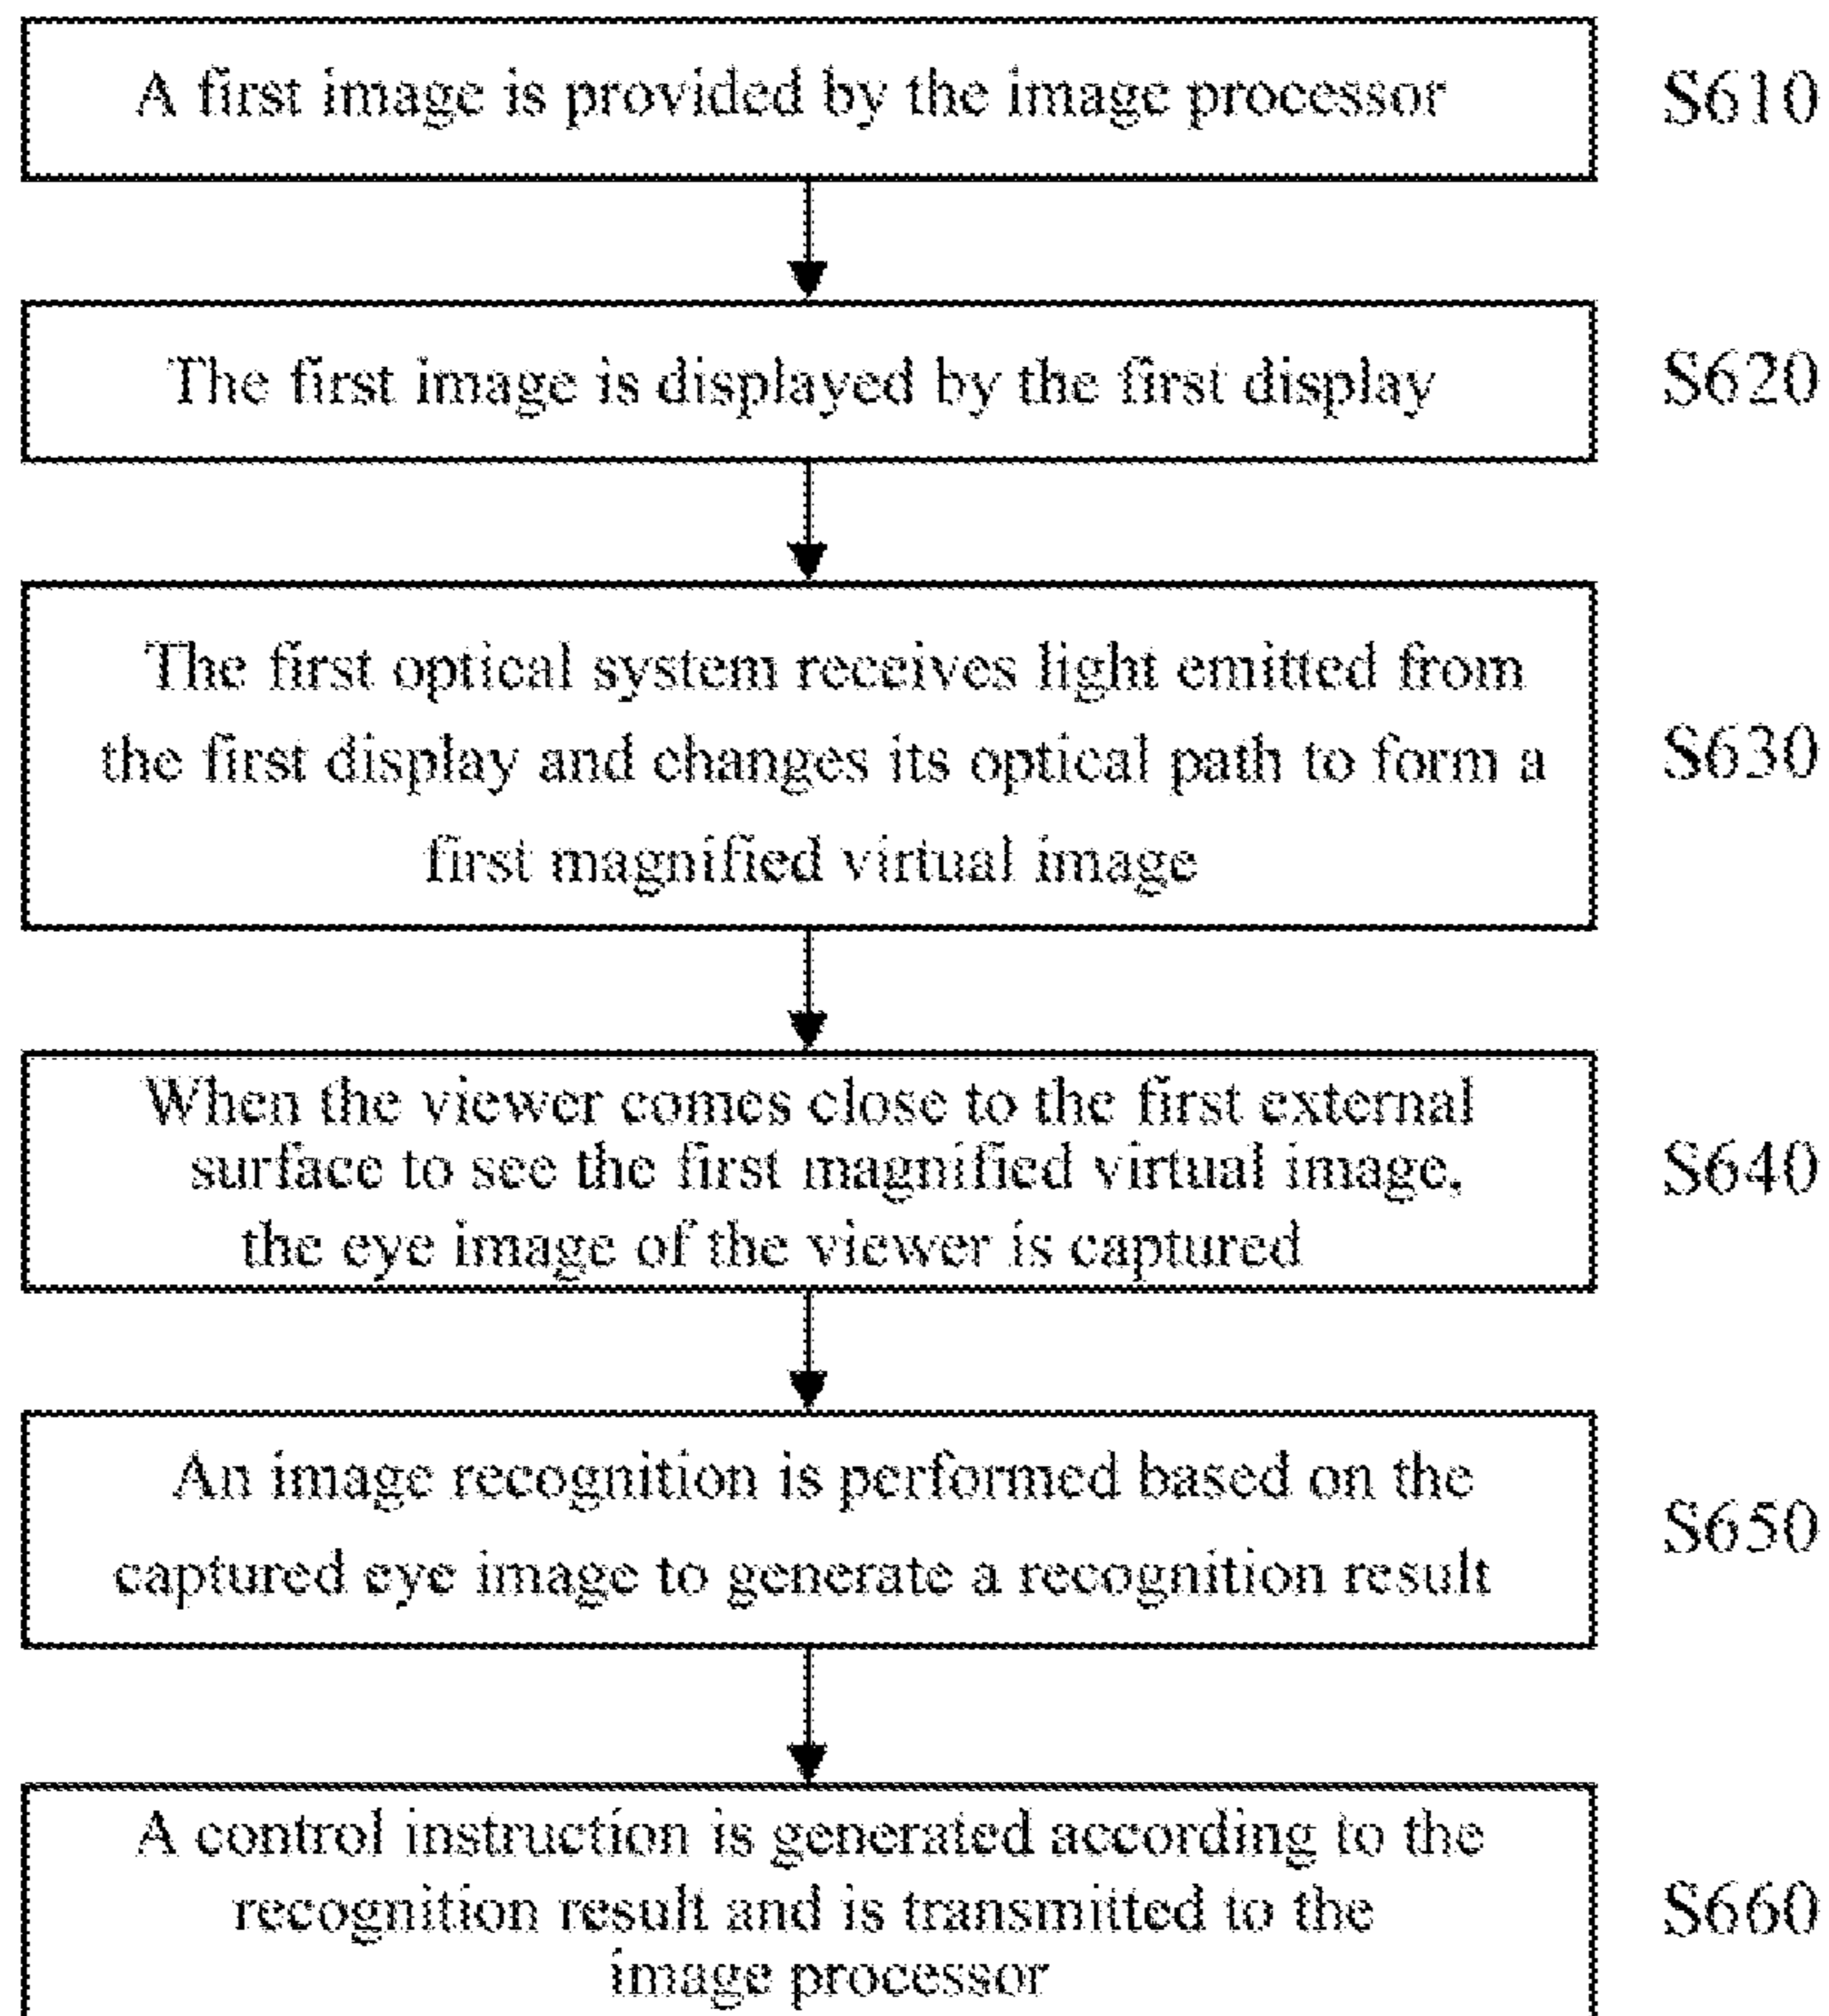 A first image is provided by the image processor
S610
The first image is displayed by the first display
S620
The first optical system receives light emitted from
the first display and changes its optical path to form a
first magnified virtual image
S630
When the viewer comes close to the first external
surface to see the first magnified virtual image,
the eye image of the viewer is captured
S640
An image recognition is performed based on the
captured eye image to generate a recognition result
S650
A control instruction is generated according to the
recognition result and is transmitted to the
image processor
S660